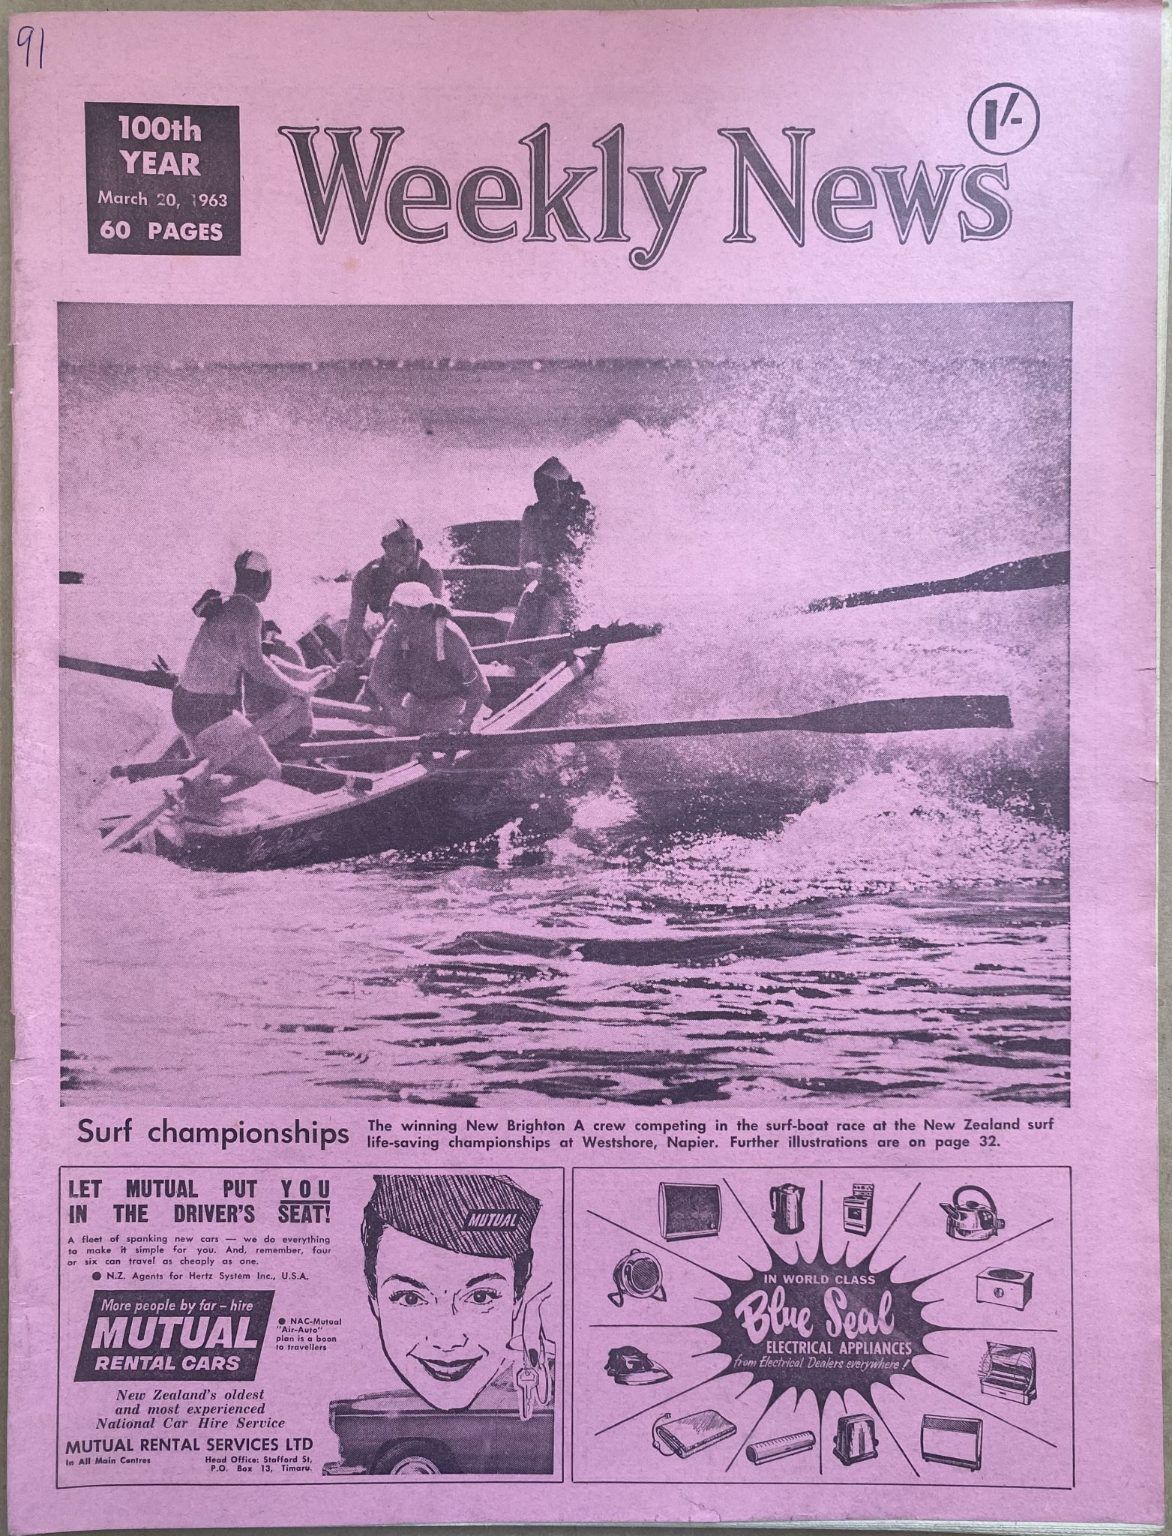 91
100th
YEAR
March 20, 1963
60 PAGES
Weekly News
1/-
Surf championships
The winning New Brighton A crew competing in the surf-boat race at the New Zealand surf
life-saving championships at Westshore, Napier. Further illustrations are on page 32.
LET MUTUAL PUT YOU
IN THE DRIVER'S SEAT!
A fleet of spanking new cars — we do everything
to make it simple for you. And, remember, four
or six can travel as cheaply as one.
● N.Z. Agents for Hertz System Inc., U.S.A.
More people by far – hire
MUTUAL
RENTAL CARS
● NAC-Mutual
"Air-Auto"
plan is a boon
to travellers
New Zealand's oldest
and most experienced
National Car Hire Service
MUTUAL RENTAL SERVICES LTD
In All Main Centres
Head Office: Stafford St,
P.O. Box 13, Timaru.
MUTUAL
IN WORLD CLASS
Blue Seal
ELECTRICAL APPLIANCES
from Electrical Dealers everywhere!